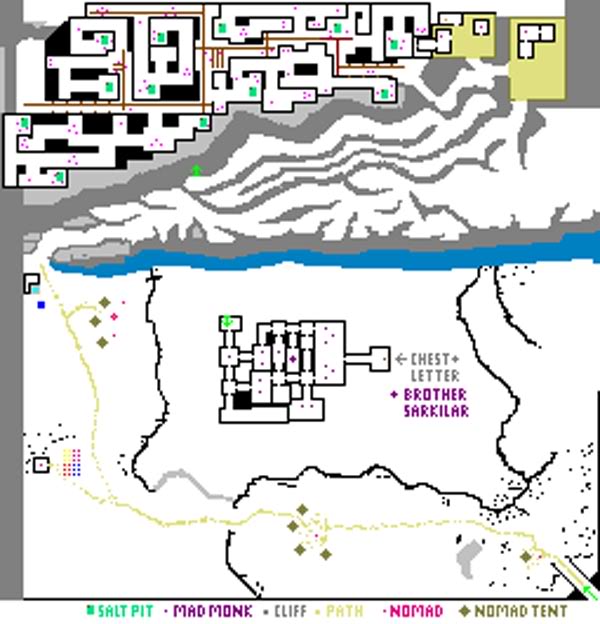 ← CHEST+
LETTER
+ BROTHER
SARKILAR
SALT PIT · MAD MONK · CLIFF · PATH · NOMAD ◆ NOMAD TENT